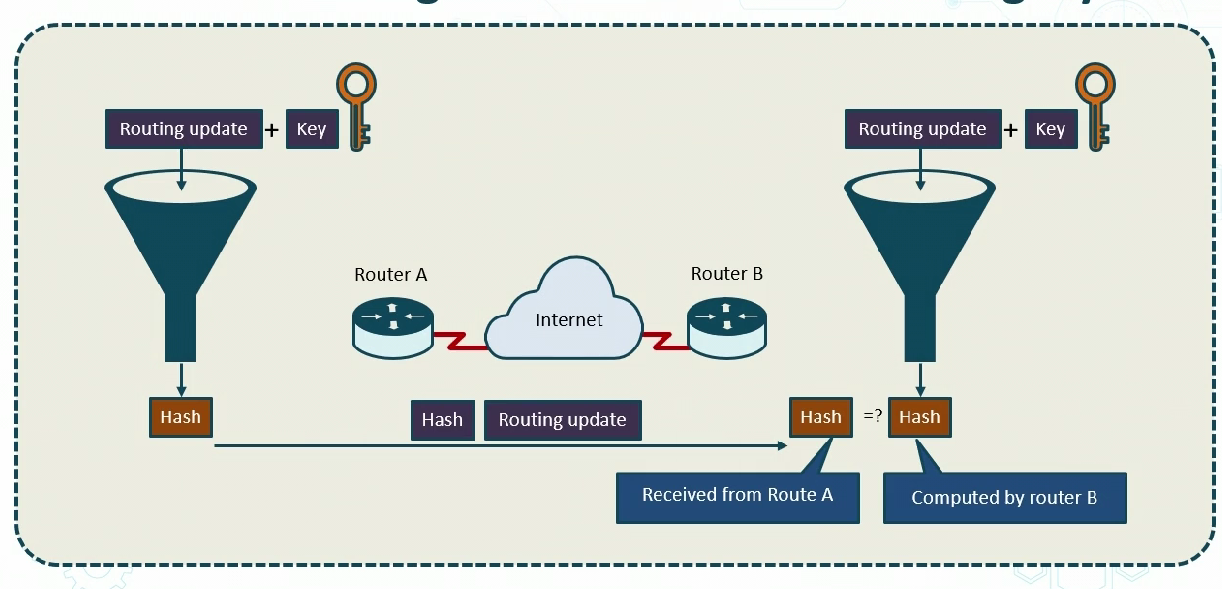 Routing update + Key
Routing update + Key
Router A
Router B
Internet
Hash
Hash Routing update
Hash =? Hash
Received from Route A
Computed by router B